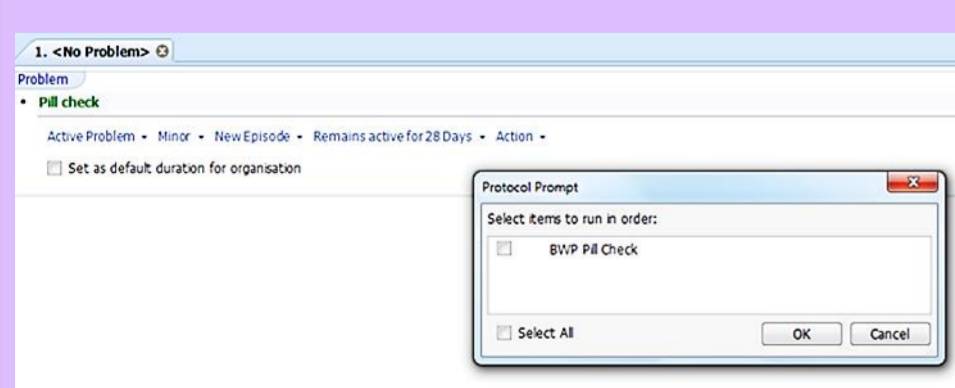 1. <No Problem>
Problem
• Pill check
Active Problem - Minor - New Episode - Remains active for 28 Days - Action -
Set as default duration for organisation
Protocol Prompt
Select items to run in order:
BWP Pill Check
Select All OK Cancel